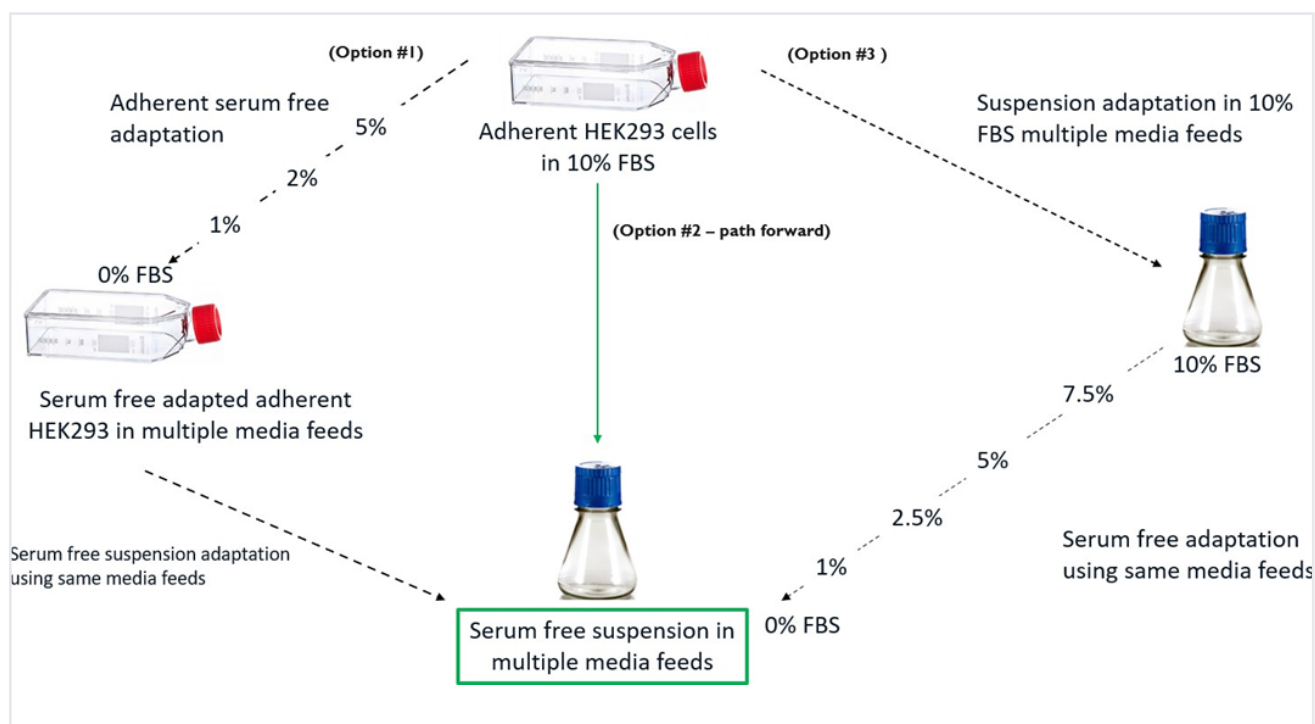 (Option #1)
(Option #3 )
Adherent serum free
adaptation
5%
2%
1%
0% FBS
Adherent HEK293 cells
in 10% FBS
Suspension adaptation in 10%
FBS multiple media feeds
(Option #2 – path forward)
10% FBS
7.5%
5%
2.5%
1%
0% FBS
Serum free adapted adherent
HEK293 in multiple media feeds
Serum free suspension adaptation
using same media feeds
Serum free adaptation
using same media feeds
Serum free suspension in
multiple media feeds